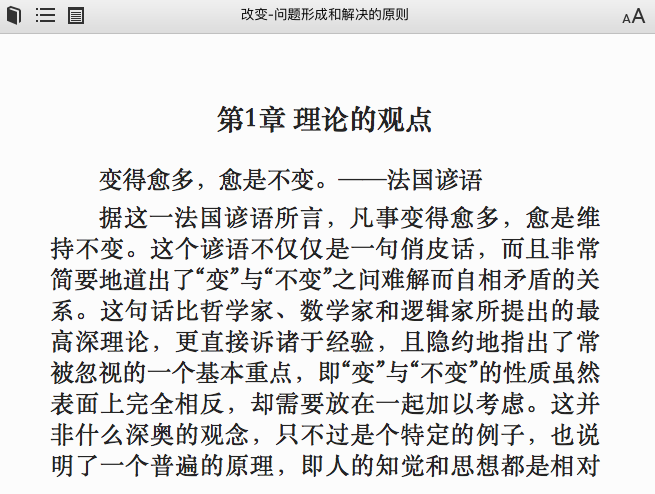 改变-问题形成和解决的原则
AA
第1章 理论的观点
变得愈多，愈是不变。——法国谚语
据这一法国谚语所言，凡事变得愈多，愈是维
持不变。这个谚语不仅仅是一句俏皮话，而且非常
简要地道出了“变”与“不变”之间难解而自相矛盾的关
系。这句话比哲学家、数学家和逻辑家所提出的最
高深理论，更直接诉诸于经验，且隐约地指出了常
被忽视的一个基本重点，即“变”与“不变”的性质虽然
表面上完全相反，却需要放在一起加以考虑。这并
非什么深奥的观念，只不过是个特定的例子，也说
明了一个普遍的原理，即人的知觉和思想都是相对